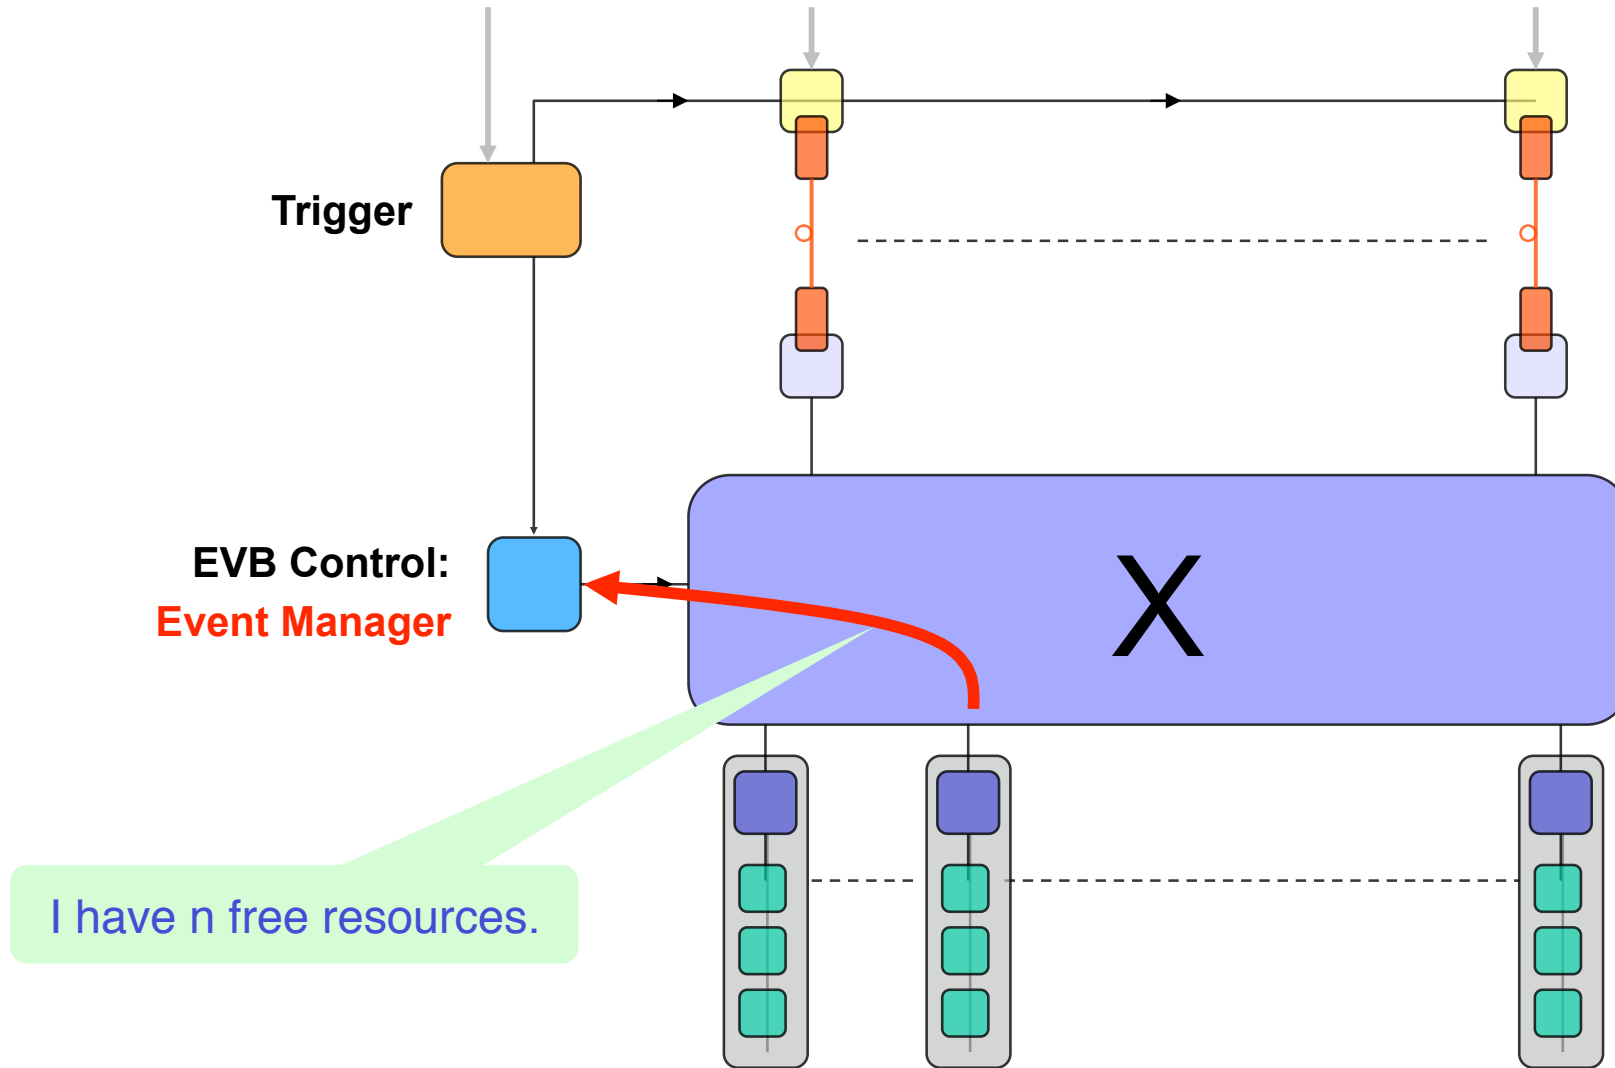 Trigger
EVB Control:
Event Manager
X
I have n free resources.